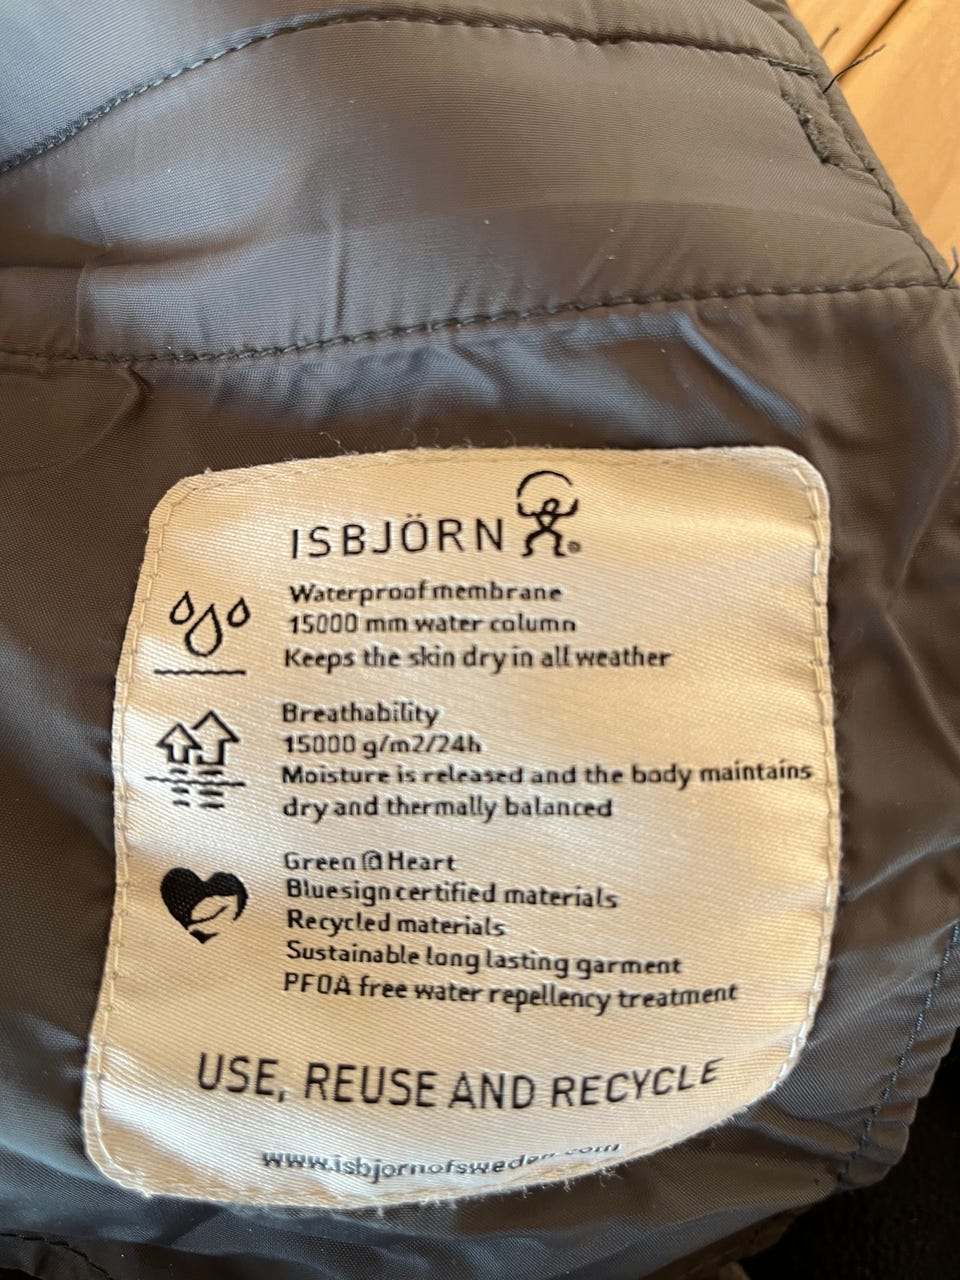 ISBJÖRN®
Waterproof membrane
15000 mm water column
Keeps the skin dry in all weather
Breathability
15000 g/m2/24h
Moisture is released and the body maintains
dry and thermally balanced
Green @ Heart
Bluesign certified materials
Recycled materials
Sustainable long lasting garment
PFOA free water repellency treatment
USE, REUSE AND RECYCLE
www.isbjornofsweden.com